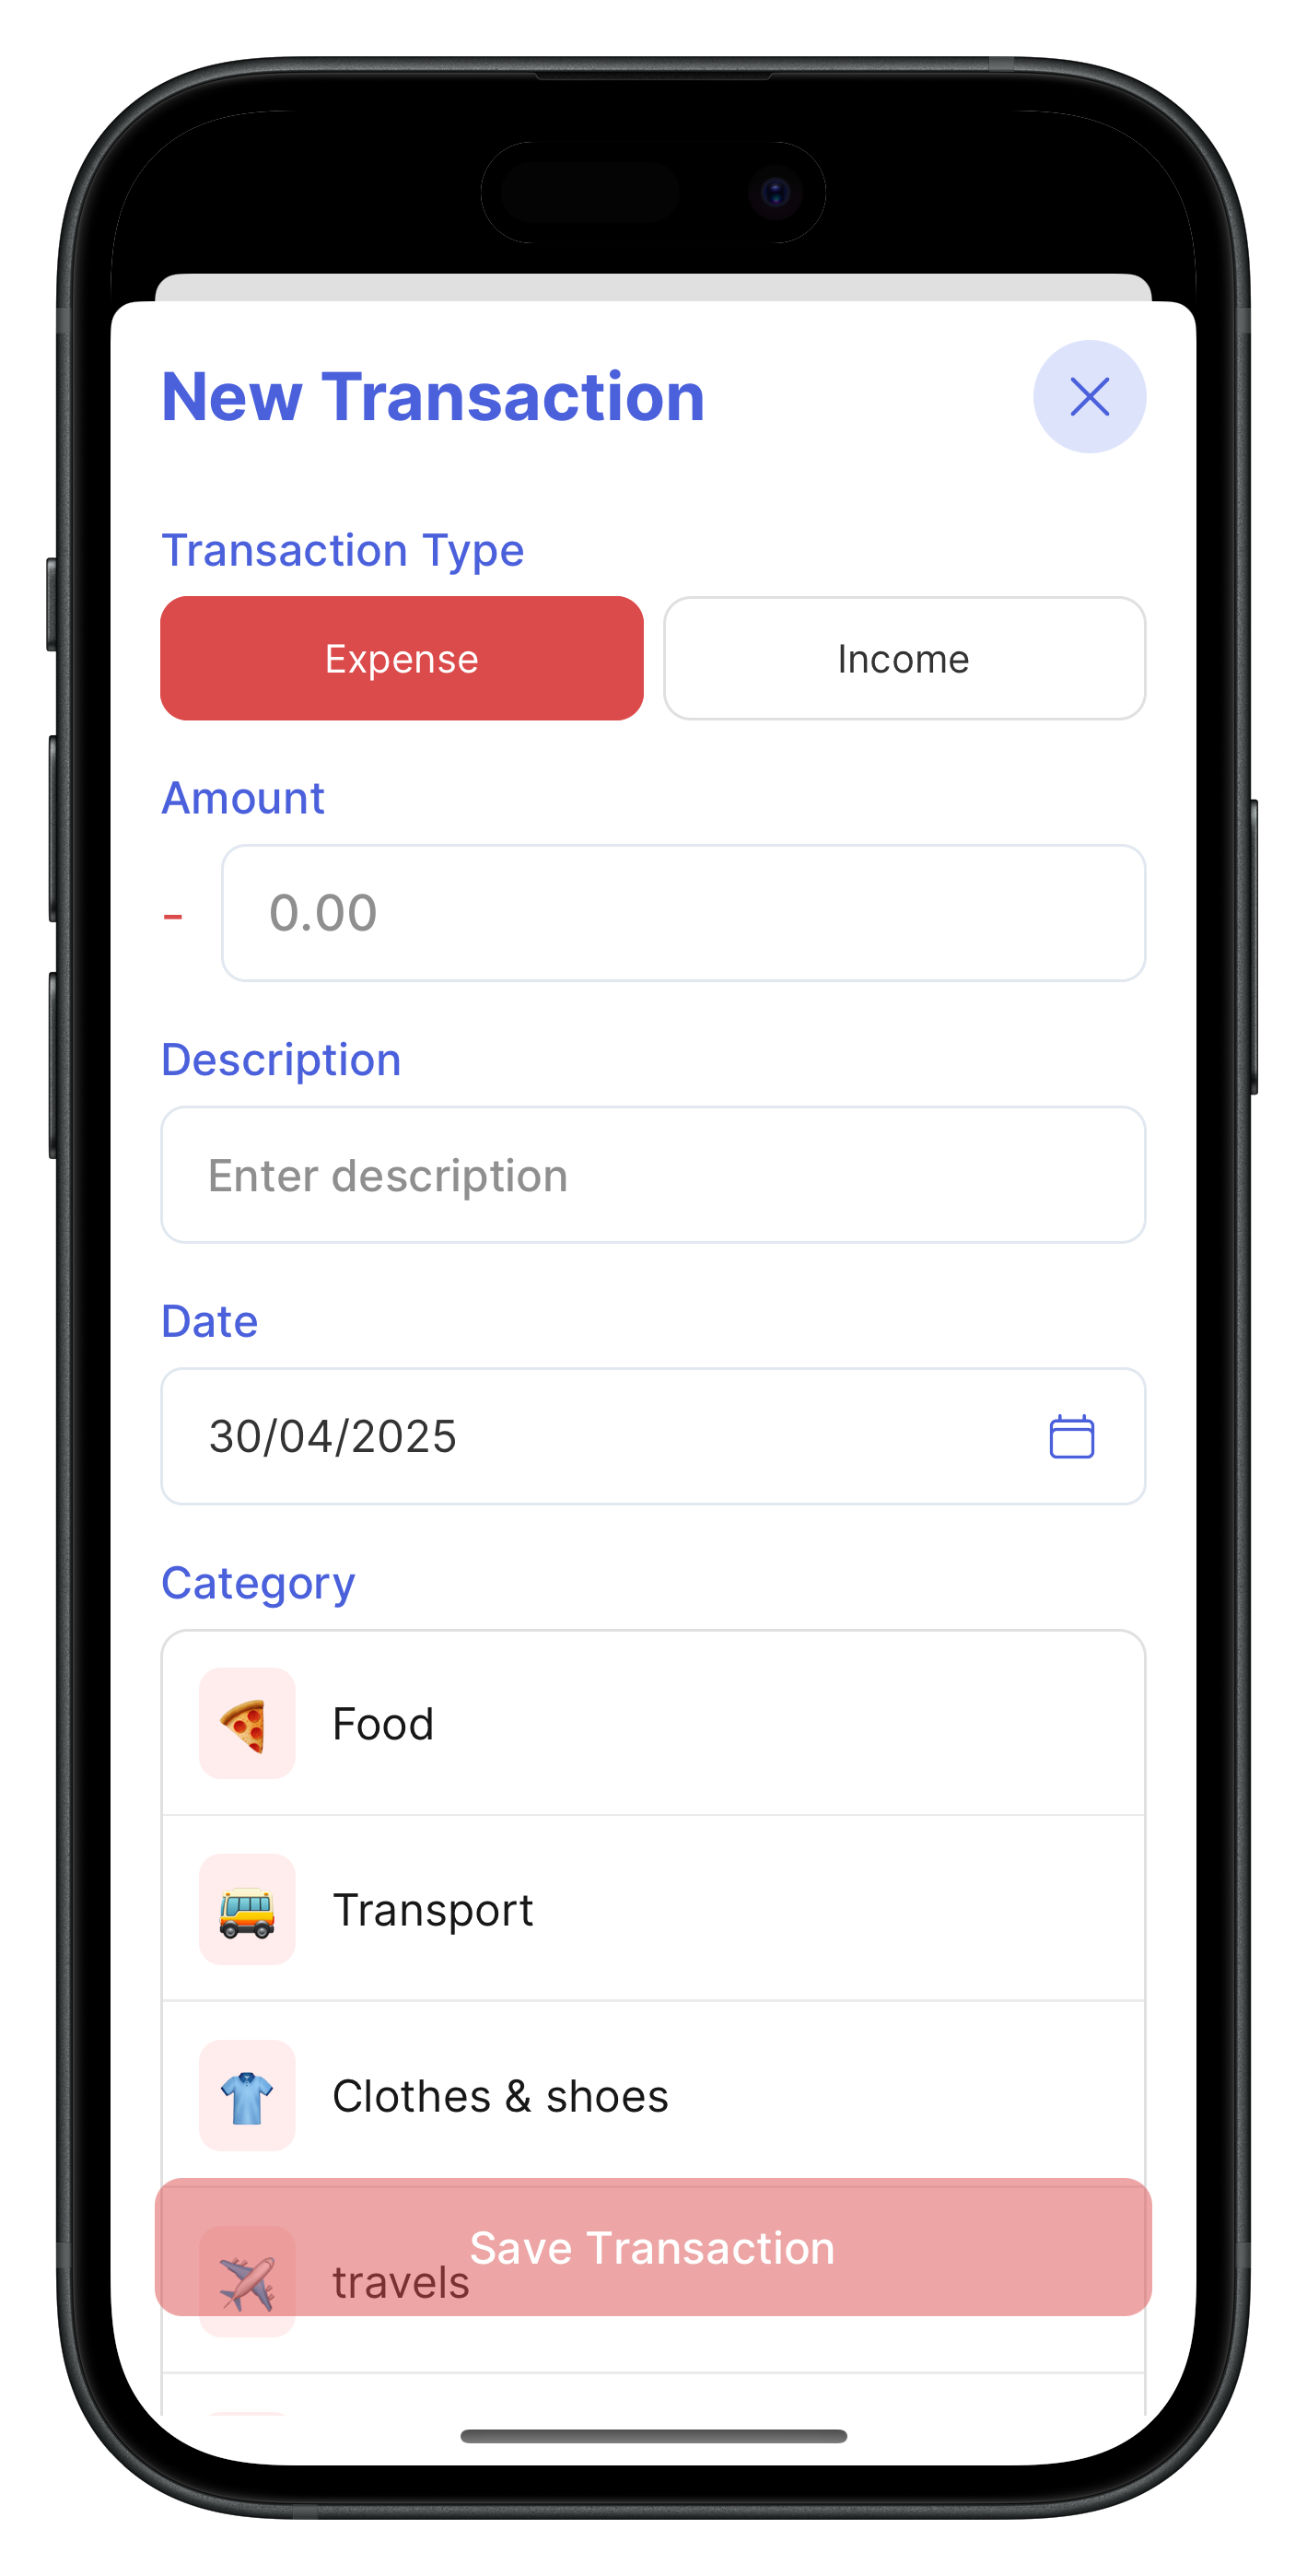 New Transaction
Transaction Type
Expense
Income
Amount
- 0.00
Description
Enter description
Date
30/04/2025
Category
Food
Transport
Clothes & shoes
Save Transaction
travels